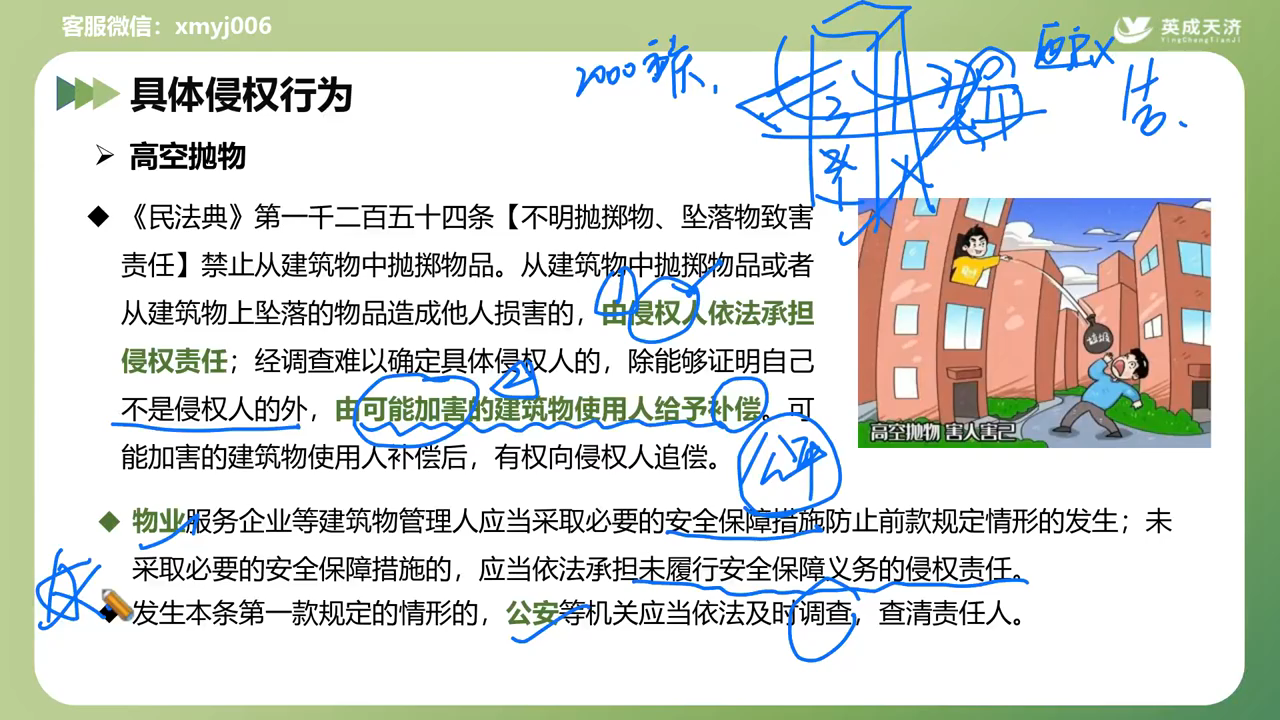 客服微信：xmyj006
英成天济
YingChengTianJi
具体侵权行为
高空抛物
2000
《民法典》第一千二百五十四条【不明抛掷物、坠落物致害
责任】禁止从建筑物中抛掷物品。从建筑物中抛掷物品或者
从建筑物上坠落的物品造成他人损害的，由侵权人依法承担
侵权责任；经调查难以确定具体侵权人的，除能够证明自己
不是侵权人的外，由可能加害的建筑物使用人给予补偿。可
能加害的建筑物使用人补偿后，有权向侵权人追偿。
①
②
公平
垃圾
高空抛物 害人害己
物业服务企业等建筑物管理人应当采取必要的安全保障措施防止前款规定情形的发生；未
采取必要的安全保障措施的，应当依法承担未履行安全保障义务的侵权责任。
发生本条第一款规定的情形的，公安等机关应当依法及时调查，查清责任人。